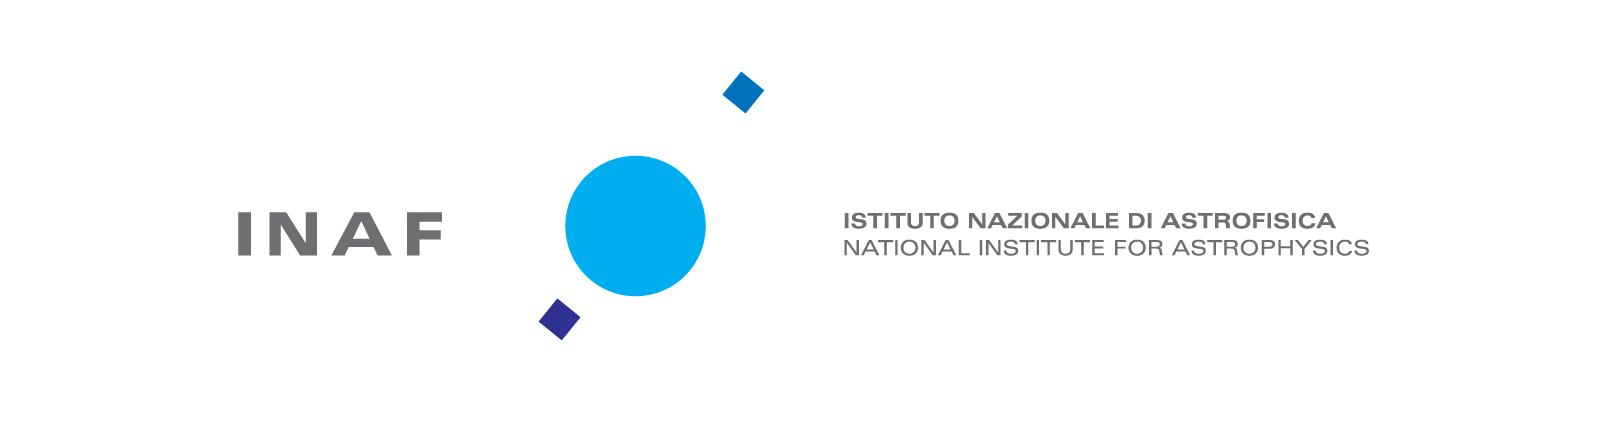 INAF
ISTITUTO NAZIONALE DI ASTROFISICA
NATIONAL INSTITUTE FOR ASTROPHYSICS